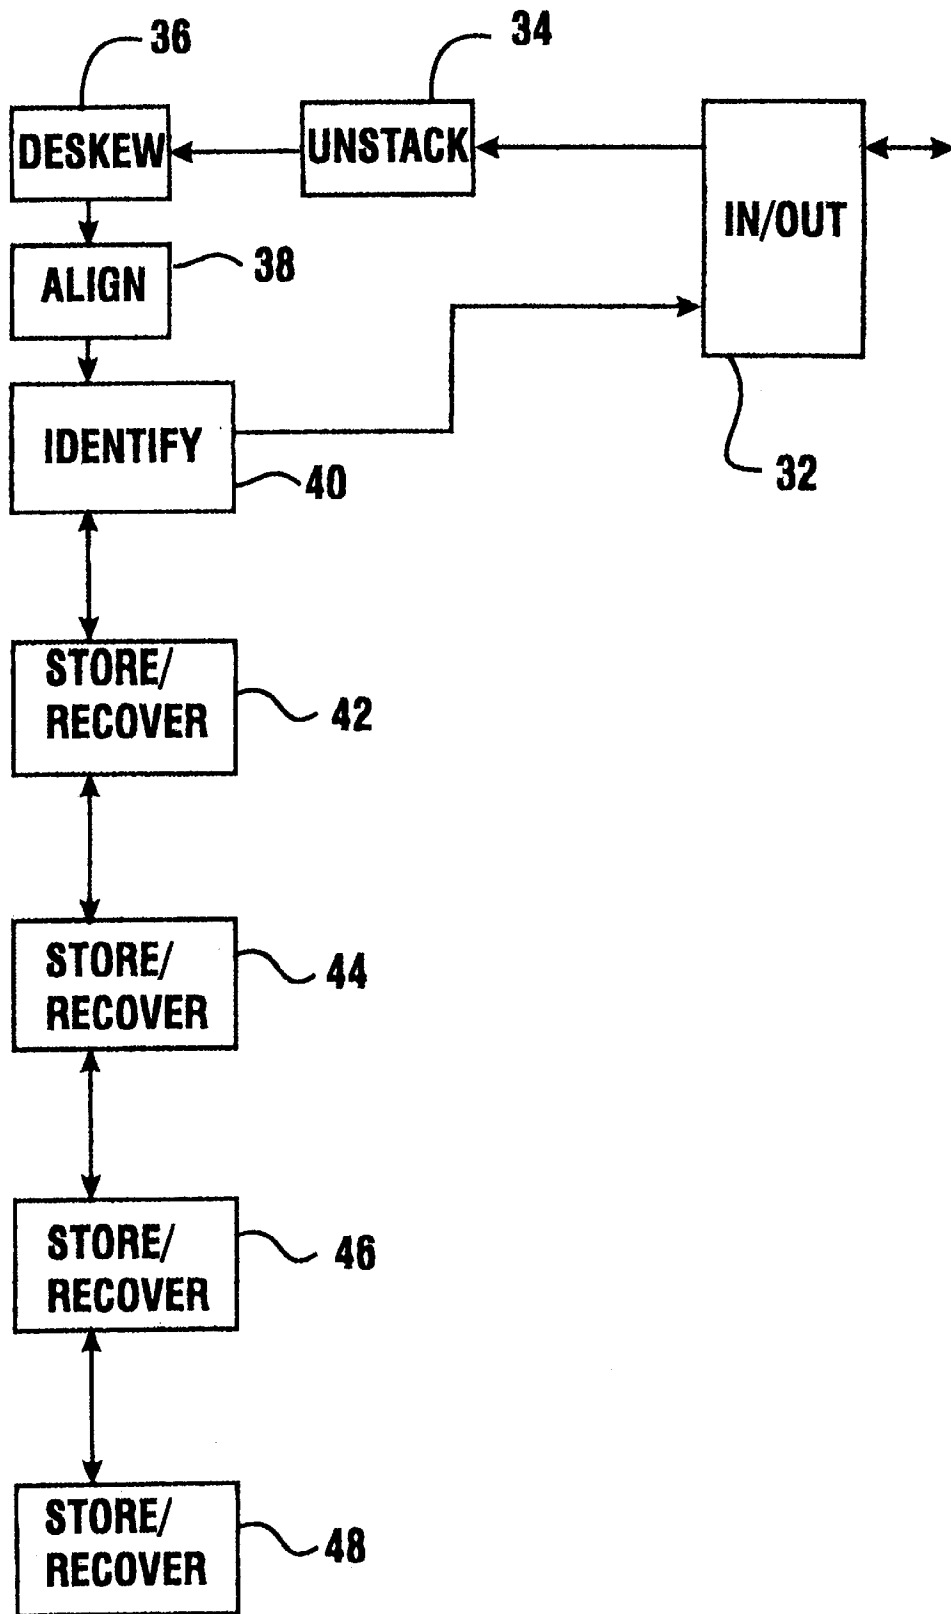 36
34
DESKEW
UNSTACK
IN/OUT
ALIGN
38
IDENTIFY
40
32
STORE/
RECOVER
42
STORE/
RECOVER
44
STORE/
RECOVER
46
STORE/
RECOVER
48